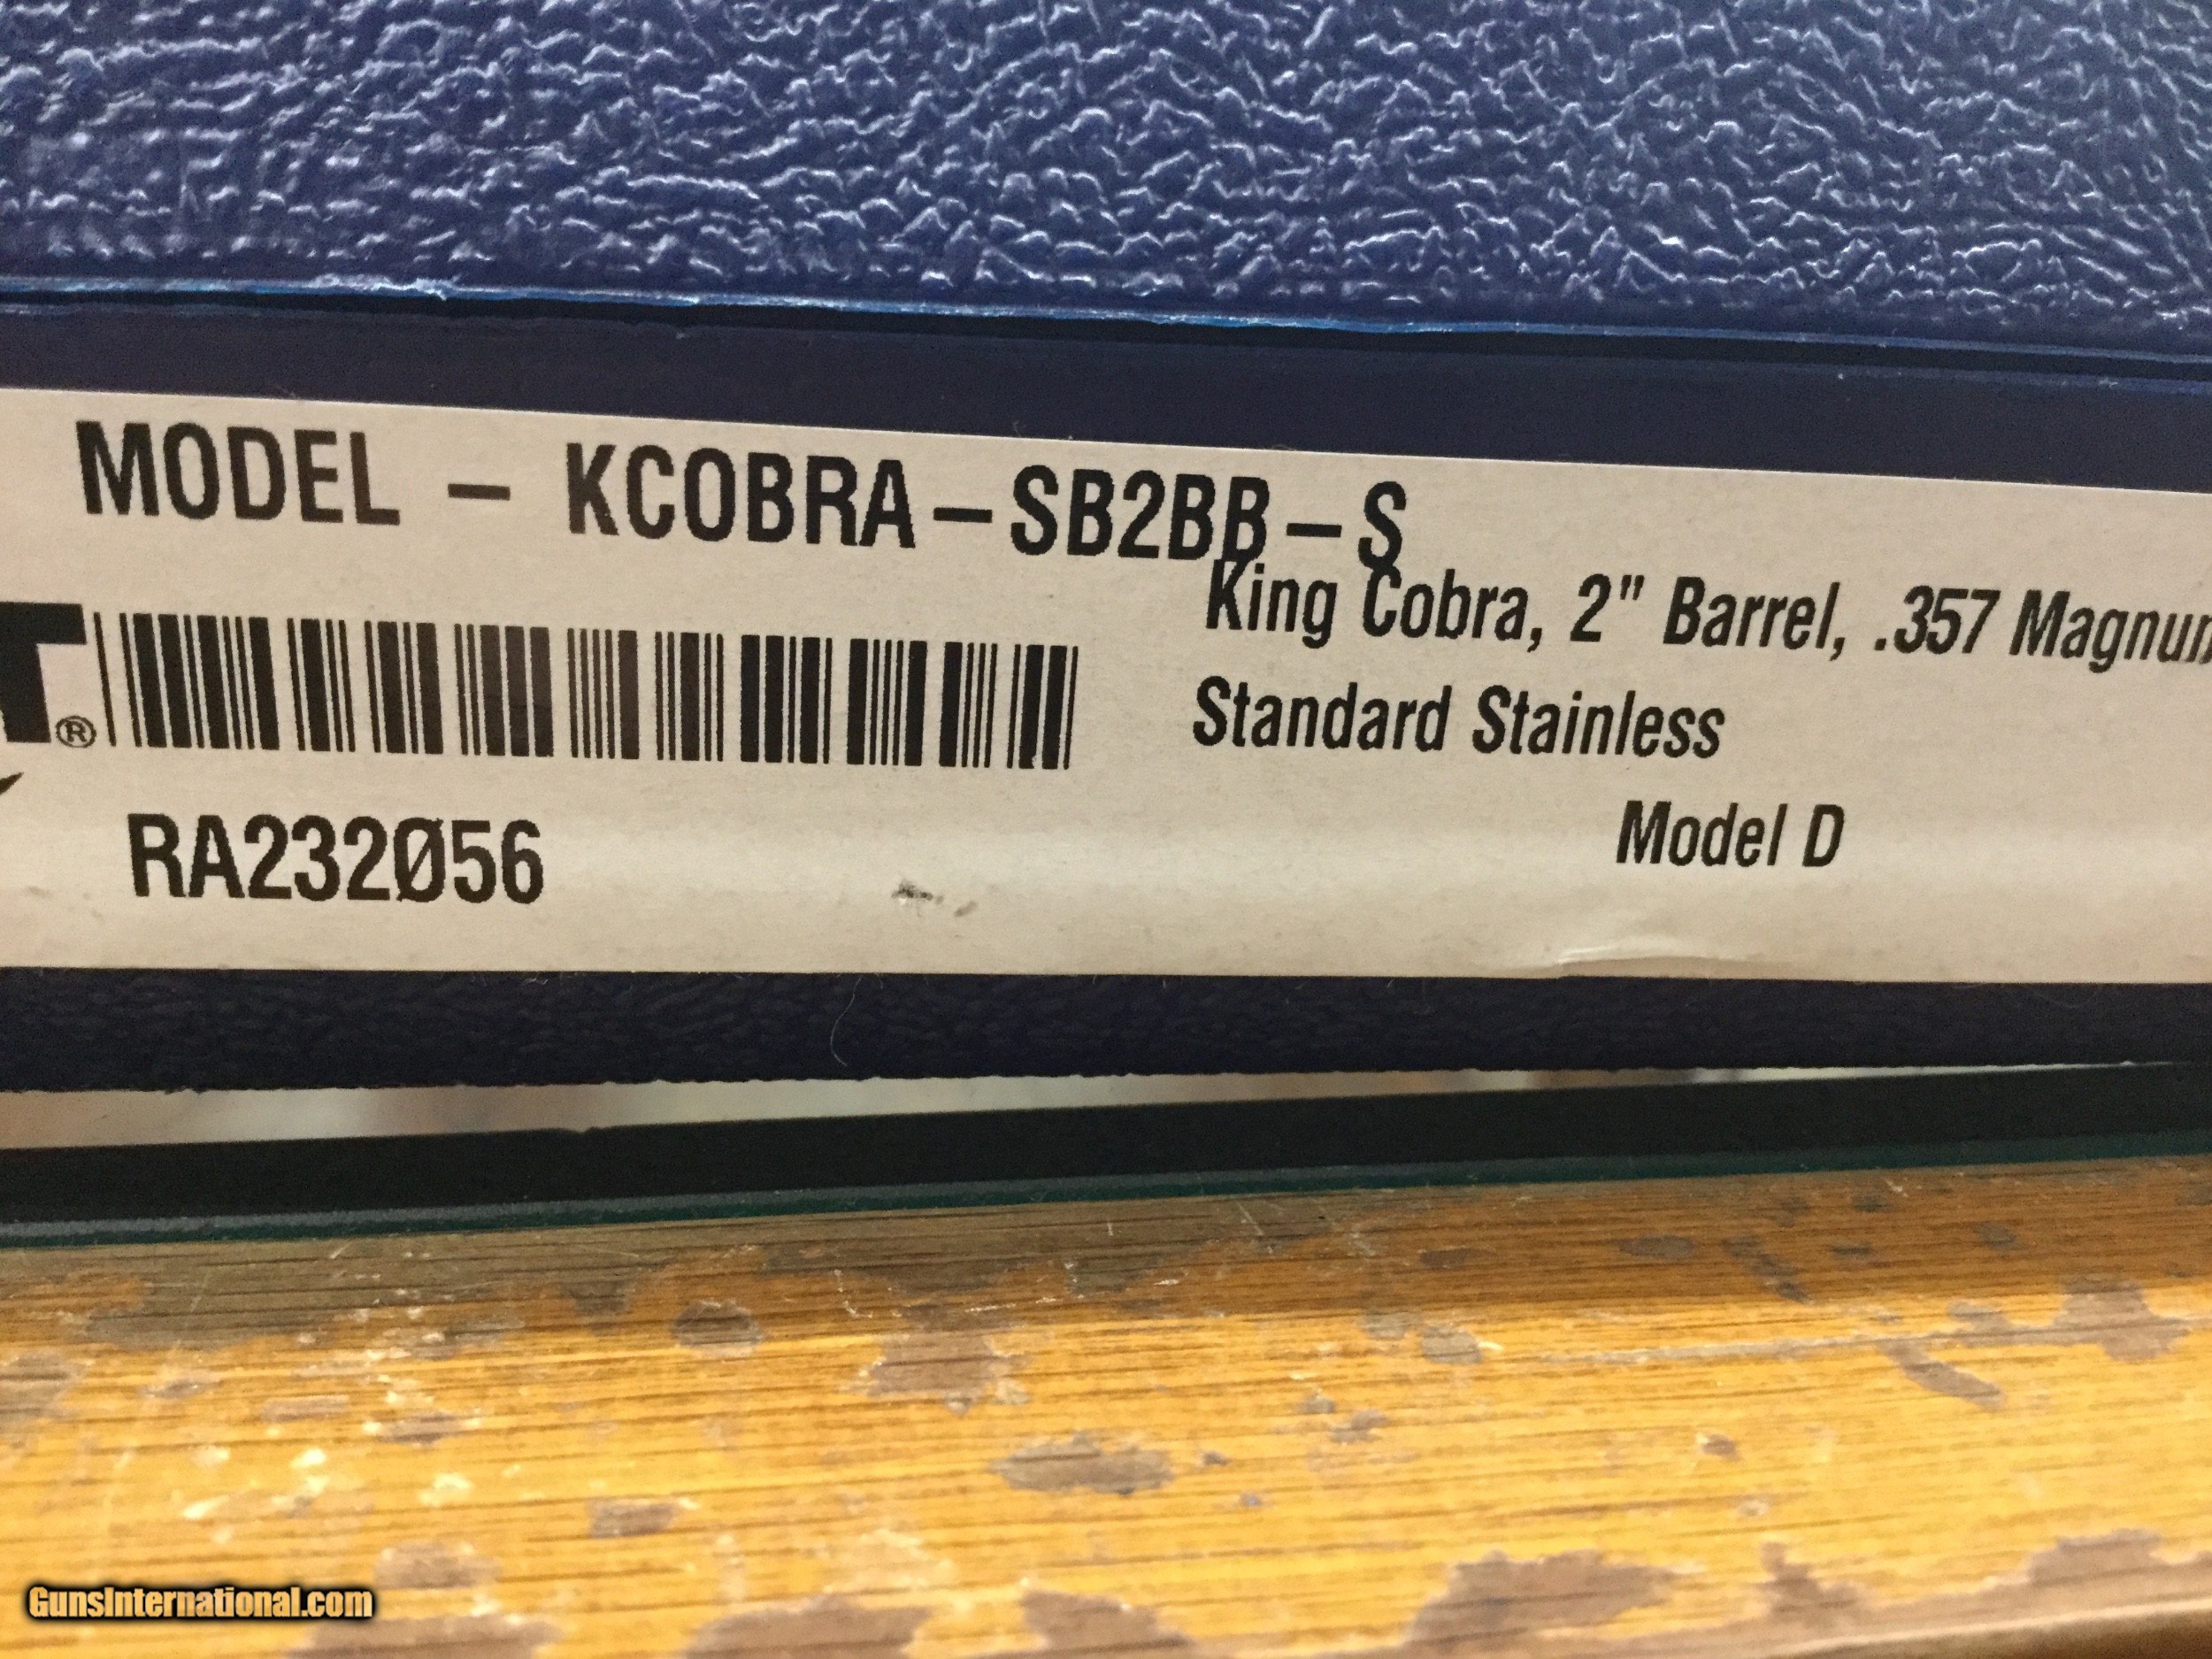 MODEL – KCOBRA–SB2BB–S
King Cobra, 2" Barrel, .357 Magnum
Standard Stainless
T®
RA232Ø56
Model D
GunsInternational.com